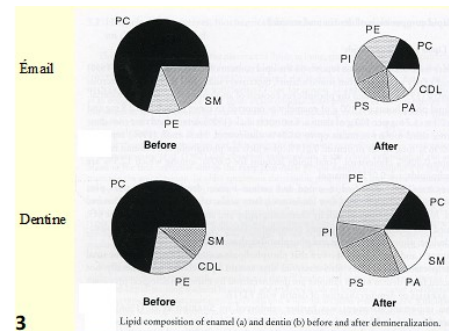 Émail
PC
SM
PE
Before
PE
PC
PI
CDL
PS
PA
After
Dentine
PC
SM
CDL
PE
Before
PE
PC
PI
SM
PS
PA
After
3
Lipid composition of enamel (a) and dentin (b) before and after demineralization.